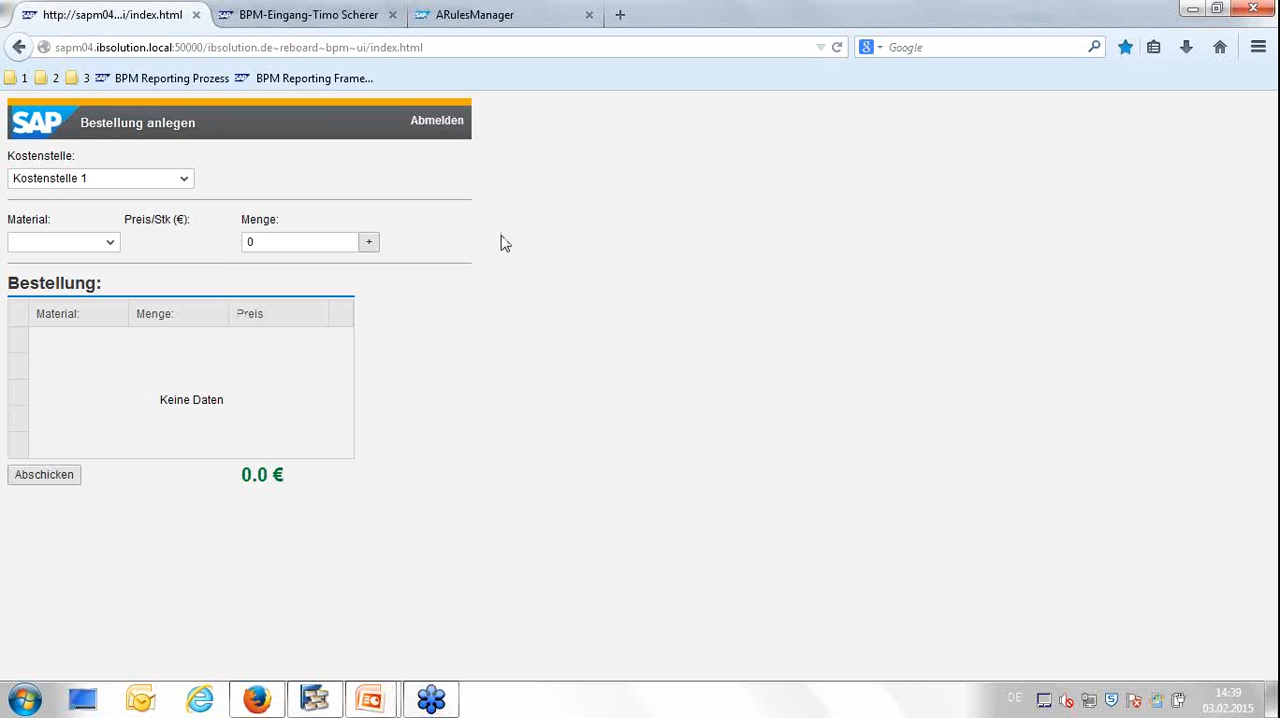 http://sapm04...i/index.html
BPM-Eingang-Timo Scherer
ARulesManager
sapm04.ibsolution.local:50000/ibsolution.de~reboard~bpm~ui/index.html
Google
1
2
3
BPM Reporting Prozess
BPM Reporting Frame...
SAP
Bestellung anlegen
Abmelden
Kostenstelle:
Kostenstelle 1
Material:
Preis/Stk (€):
Menge:
0
+
Bestellung:
Material:
Menge:
Preis
Keine Daten
Abschicken
0.0 €
DE
14:39
03.02.2015